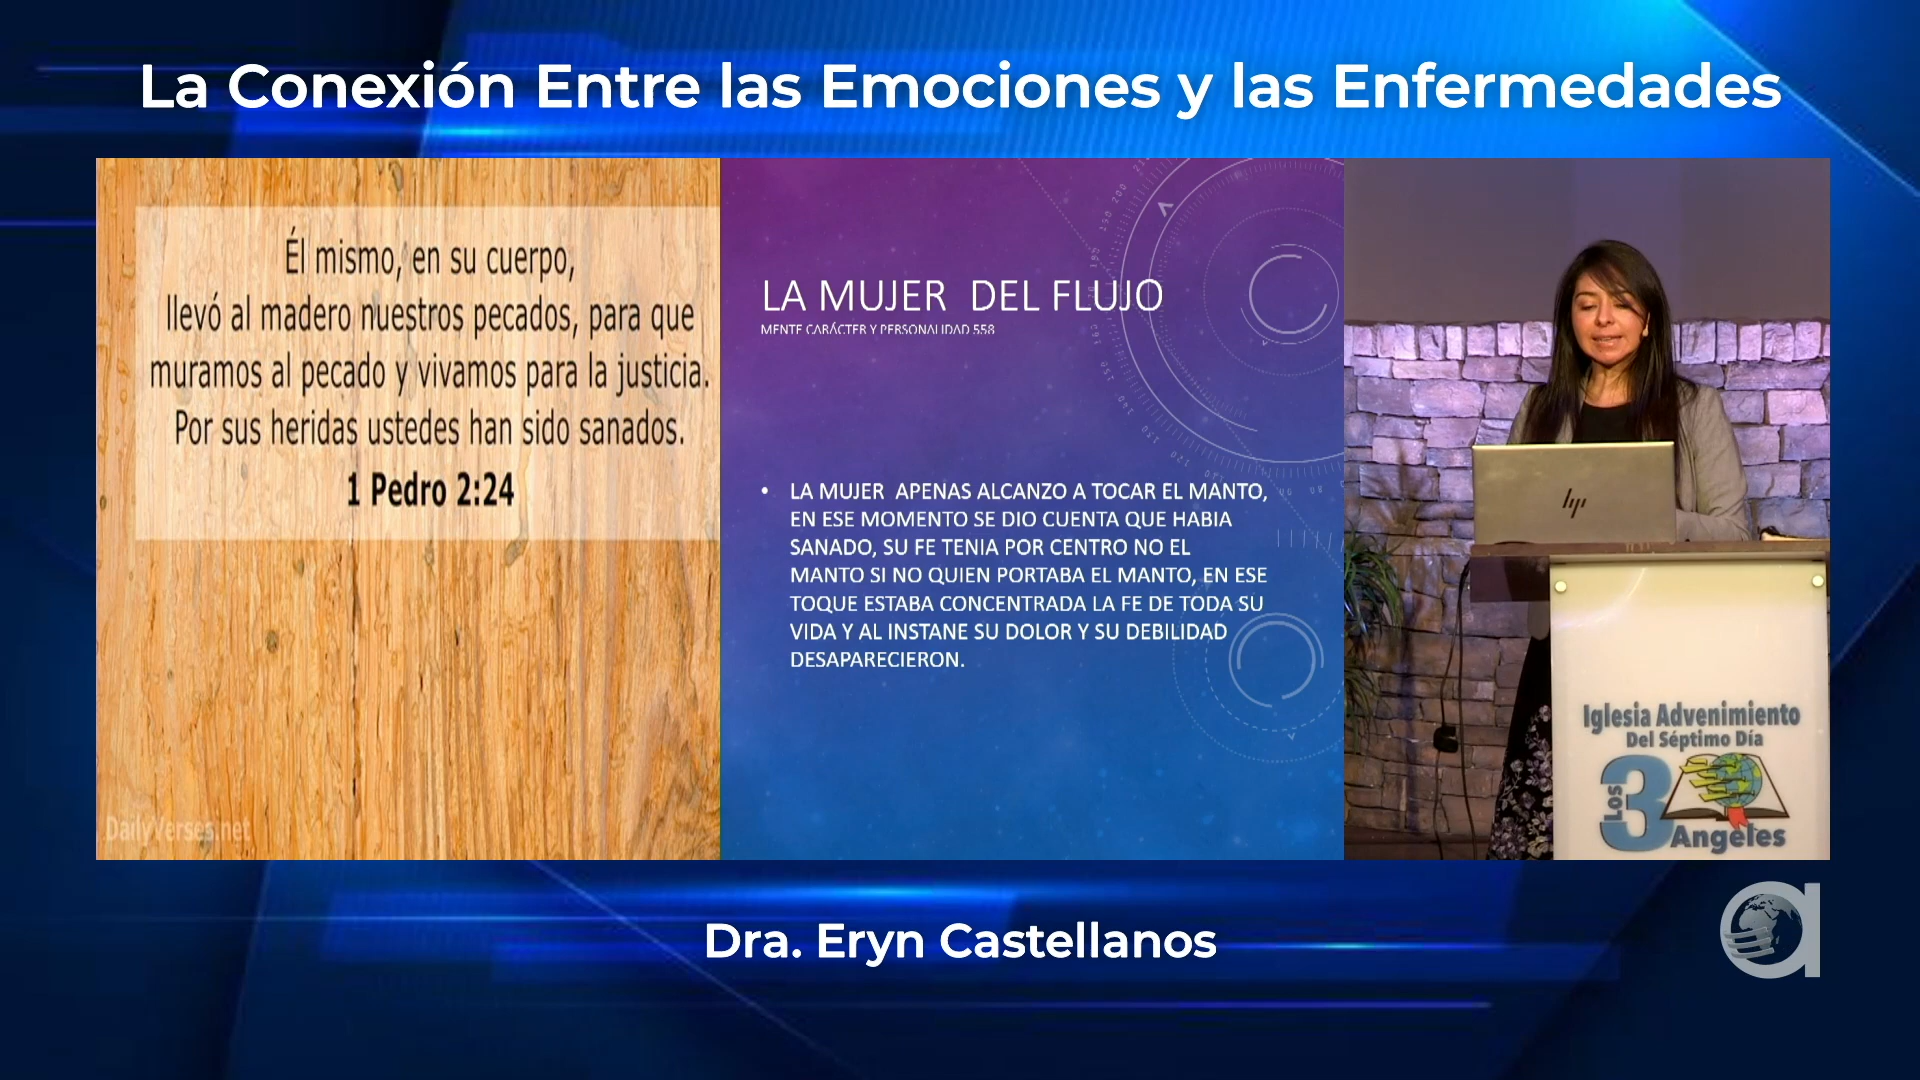 La Conexión Entre las Emociones y las Enfermedades
Él mismo, en su cuerpo,
llevó al madero nuestros pecados, para que
muramos al pecado y vivamos para la justicia.
Por sus heridas ustedes han sido sanados.
1 Pedro 2:24
DailyVerses.net
LA MUJER DEL FLUJO
MENTE CARÁCTER Y PERSONALIDAD 558
• LA MUJER APENAS ALCANZO A TOCAR EL MANTO,
EN ESE MOMENTO SE DIO CUENTA QUE HABIA
SANADO, SU FE TENIA POR CENTRO NO EL
MANTO SI NO QUIEN PORTABA EL MANTO, EN ESE
TOQUE ESTABA CONCENTRADA LA FE DE TODA SU
VIDA Y AL INSTANE SU DOLOR Y SU DEBILIDAD
DESAPARECIERON.
hp
Iglesia Advenimiento
Del Séptimo Día
Los 3
Angeles
Dra. Eryn Castellanos
a